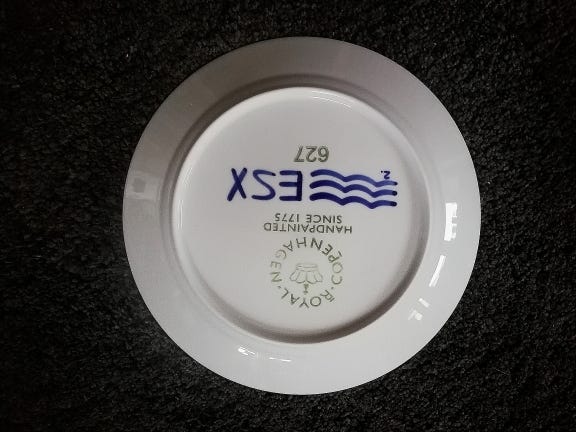 ROYAL COPENHAGEN
HANDPAINTED
SINCE 1775
ESX
627